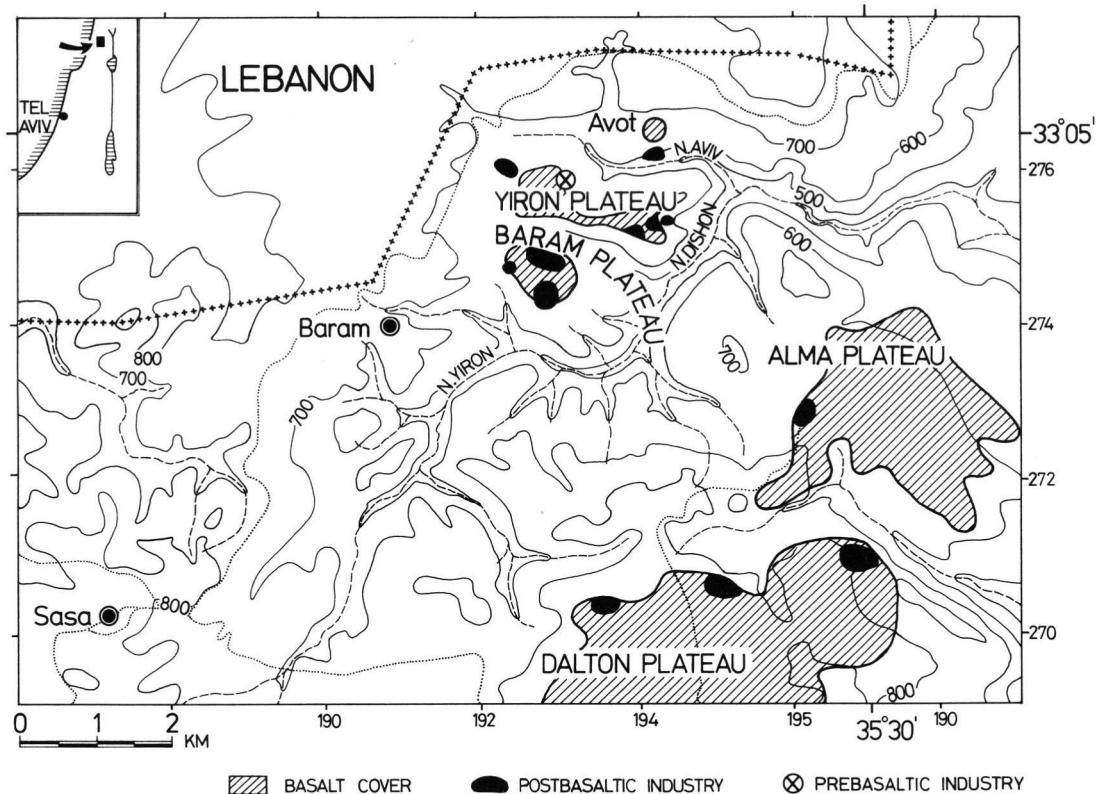 LEBANON
TEL
AVIV
Avot
700
600
33°05'
N.AVIV
276
500
YIRON PLATEAU?
BARAM PLATEAU
N.DISHON
600
274
Baram
800
700
700
ALMA PLATEAU
N.YIRON
700
272
Sasa
800
270
DALTON PLATEAU
800
0 1 2
KM
190 192 194 195 35°30' 190
BASALT COVER POSTBASALTIC INDUSTRY PREBASALTIC INDUSTRY